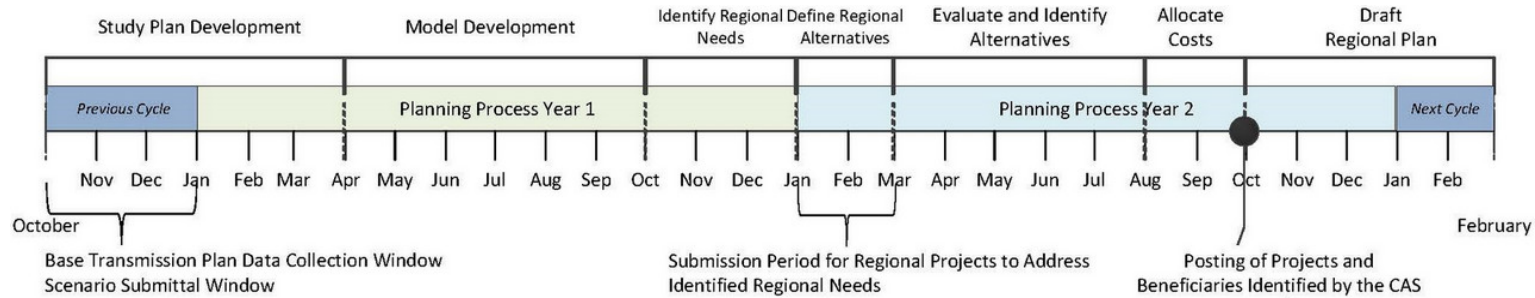 Study Plan Development
Model Development
Identify Regional
Needs
Define Regional
Alternatives
Evaluate and Identify
Alternatives
Allocate
Costs
Draft
Regional Plan
Previous Cycle
Planning Process Year 1
Planning Process Year 2
Next Cycle
Nov Dec Jan Feb Mar Apr May Jun Jul Aug Sep Oct Nov Dec Jan Feb Mar Apr May Jun Jul Aug Sep Oct Nov Dec Jan Feb
October
February
Base Transmission Plan Data Collection Window
Scenario Submittal Window
Submission Period for Regional Projects to Address
Identified Regional Needs
Posting of Projects and
Beneficiaries Identified by the CAS